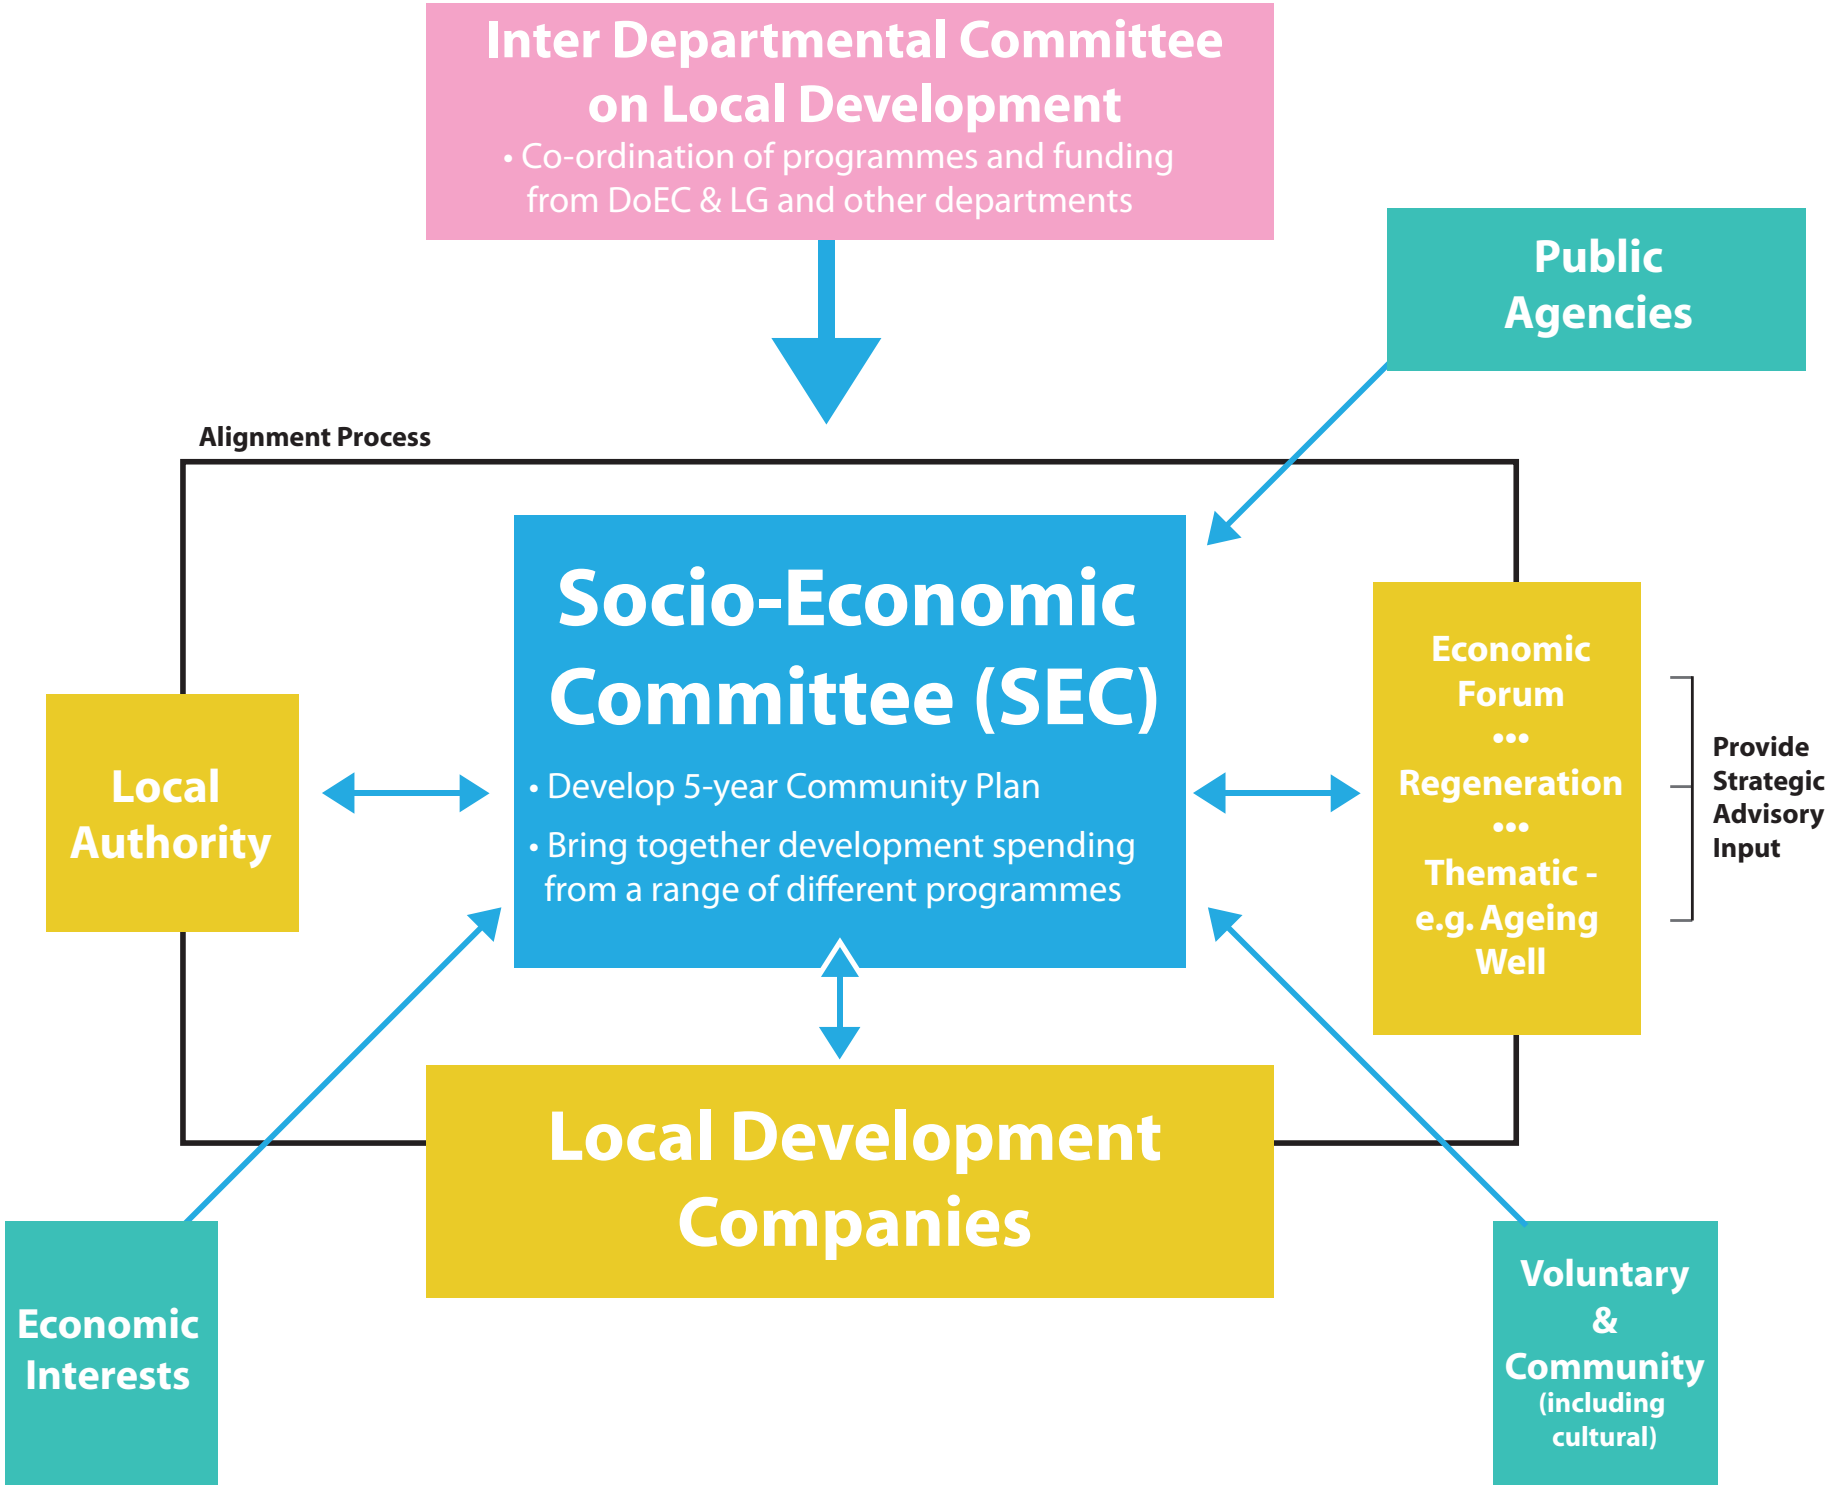 Inter Departmental Committee
on Local Development
• Co-ordination of programmes and funding
from DoEC & LG and other departments
Public
Agencies
Alignment Process
Socio-Economic
Committee (SEC)
• Develop 5-year Community Plan
• Bring together development spending
from a range of different programmes
Local
Authority
Economic
Forum
•••
Regeneration
•••
Thematic -
e.g. Ageing
Well
Provide
Strategic
Advisory
Input
Local Development
Companies
Economic
Interests
Voluntary
&
Community
(including
cultural)